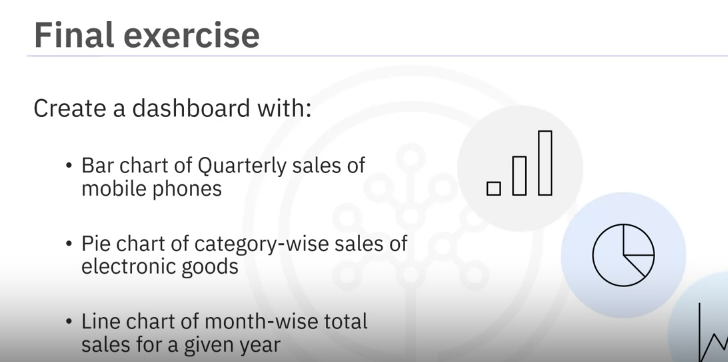 Final exercise
Create a dashboard with:
• Bar chart of Quarterly sales of
mobile phones
• Pie chart of category-wise sales of
electronic goods
• Line chart of month-wise total
sales for a given year